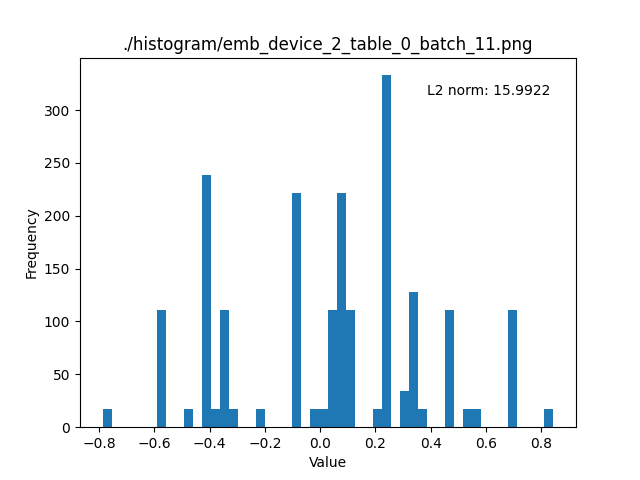 ./histogram/emb_device_2_table_0_batch_11.png
L2 norm: 15.9922
300
250
200
150
100
50
0
Frequency
−0.8 −0.6 −0.4 −0.2 0.0 0.2 0.4 0.6 0.8
Value